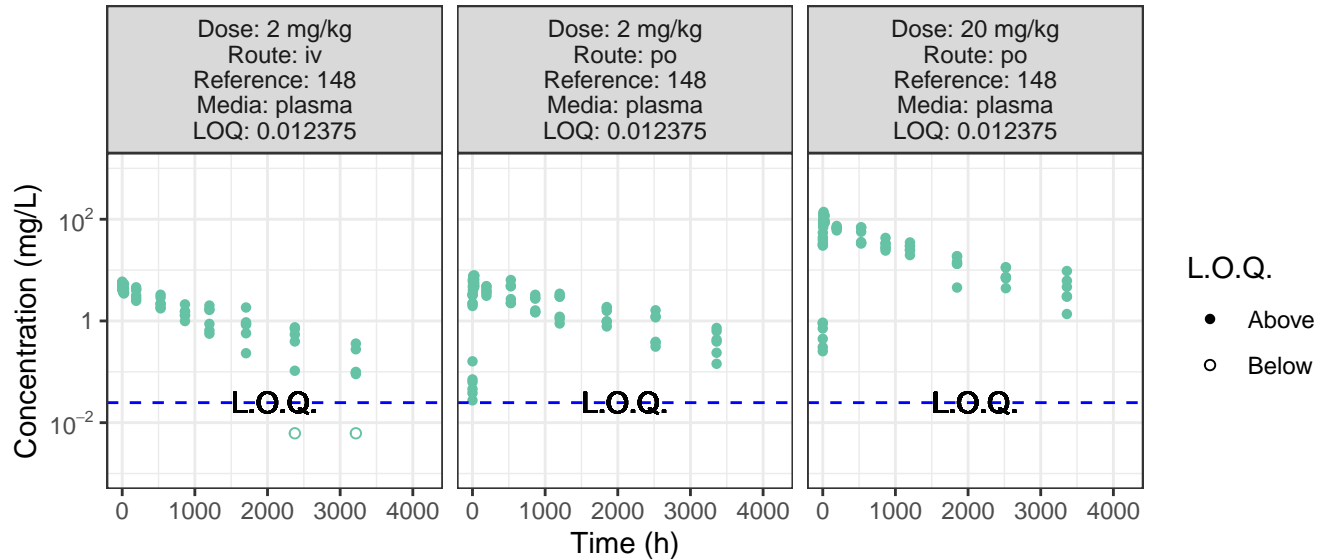 Dose: 2 mg/kg
Route: iv
Reference: 148
Media: plasma
LOQ: 0.012375
Dose: 2 mg/kg
Route: po
Reference: 148
Media: plasma
LOQ: 0.012375
Dose: 20 mg/kg
Route: po
Reference: 148
Media: plasma
LOQ: 0.012375
Concentration (mg/L)
10²
1
10⁻²
L.O.Q.
L.O.Q.
L.O.Q.
0 1000 2000 3000 4000
0 1000 2000 3000 4000
0 1000 2000 3000 4000
Time (h)
L.O.Q.
Above
Below